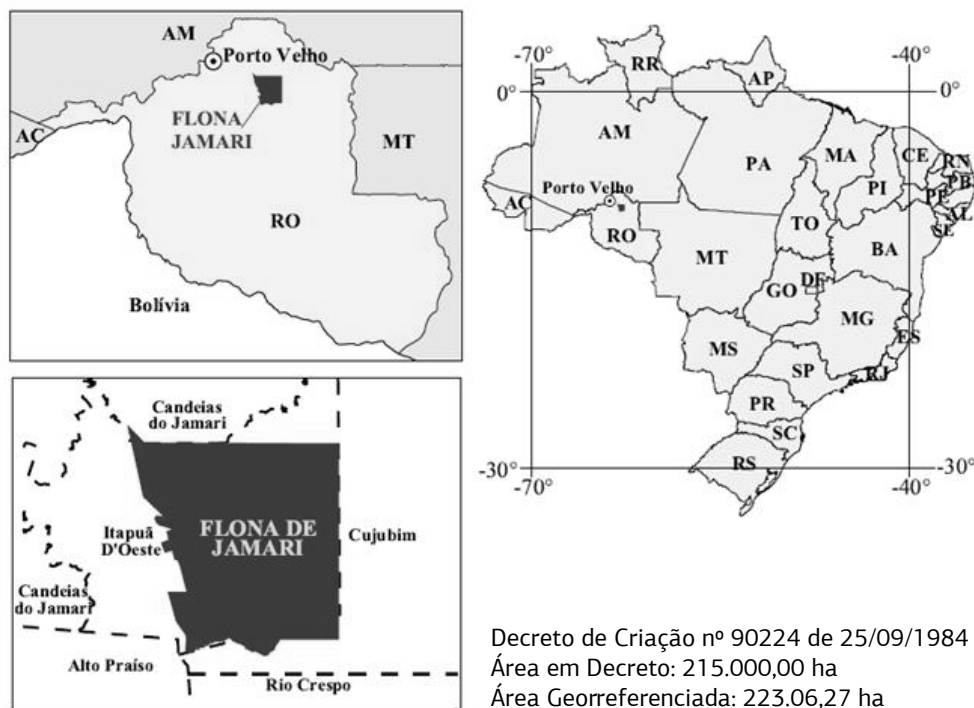 AM
Porto Velho
FLONA
JAMARI
AC
MT
RO
Bolívia
Candeias
do Jamari
Itapuã
D'Oeste
FLONA DE
JAMARI
Cujubim
Candeias
do Jamari
Alto Praíso
Rio Crespo
-70°
-40°
RR
AP
0°
0°
AM
PA
MA
CE
RN
PB
PI
PE
AL
SE
Porto Velho
AC
RO
TO
BA
MT
DF
GO
MG
ES
MS
SP
RJ
PR
SC
RS
-30°
-30°
-70°
-40°
Decreto de Criação nº 90224 de 25/09/1984
Área em Decreto: 215.000,00 ha
Área Georreferenciada: 223.06,27 ha